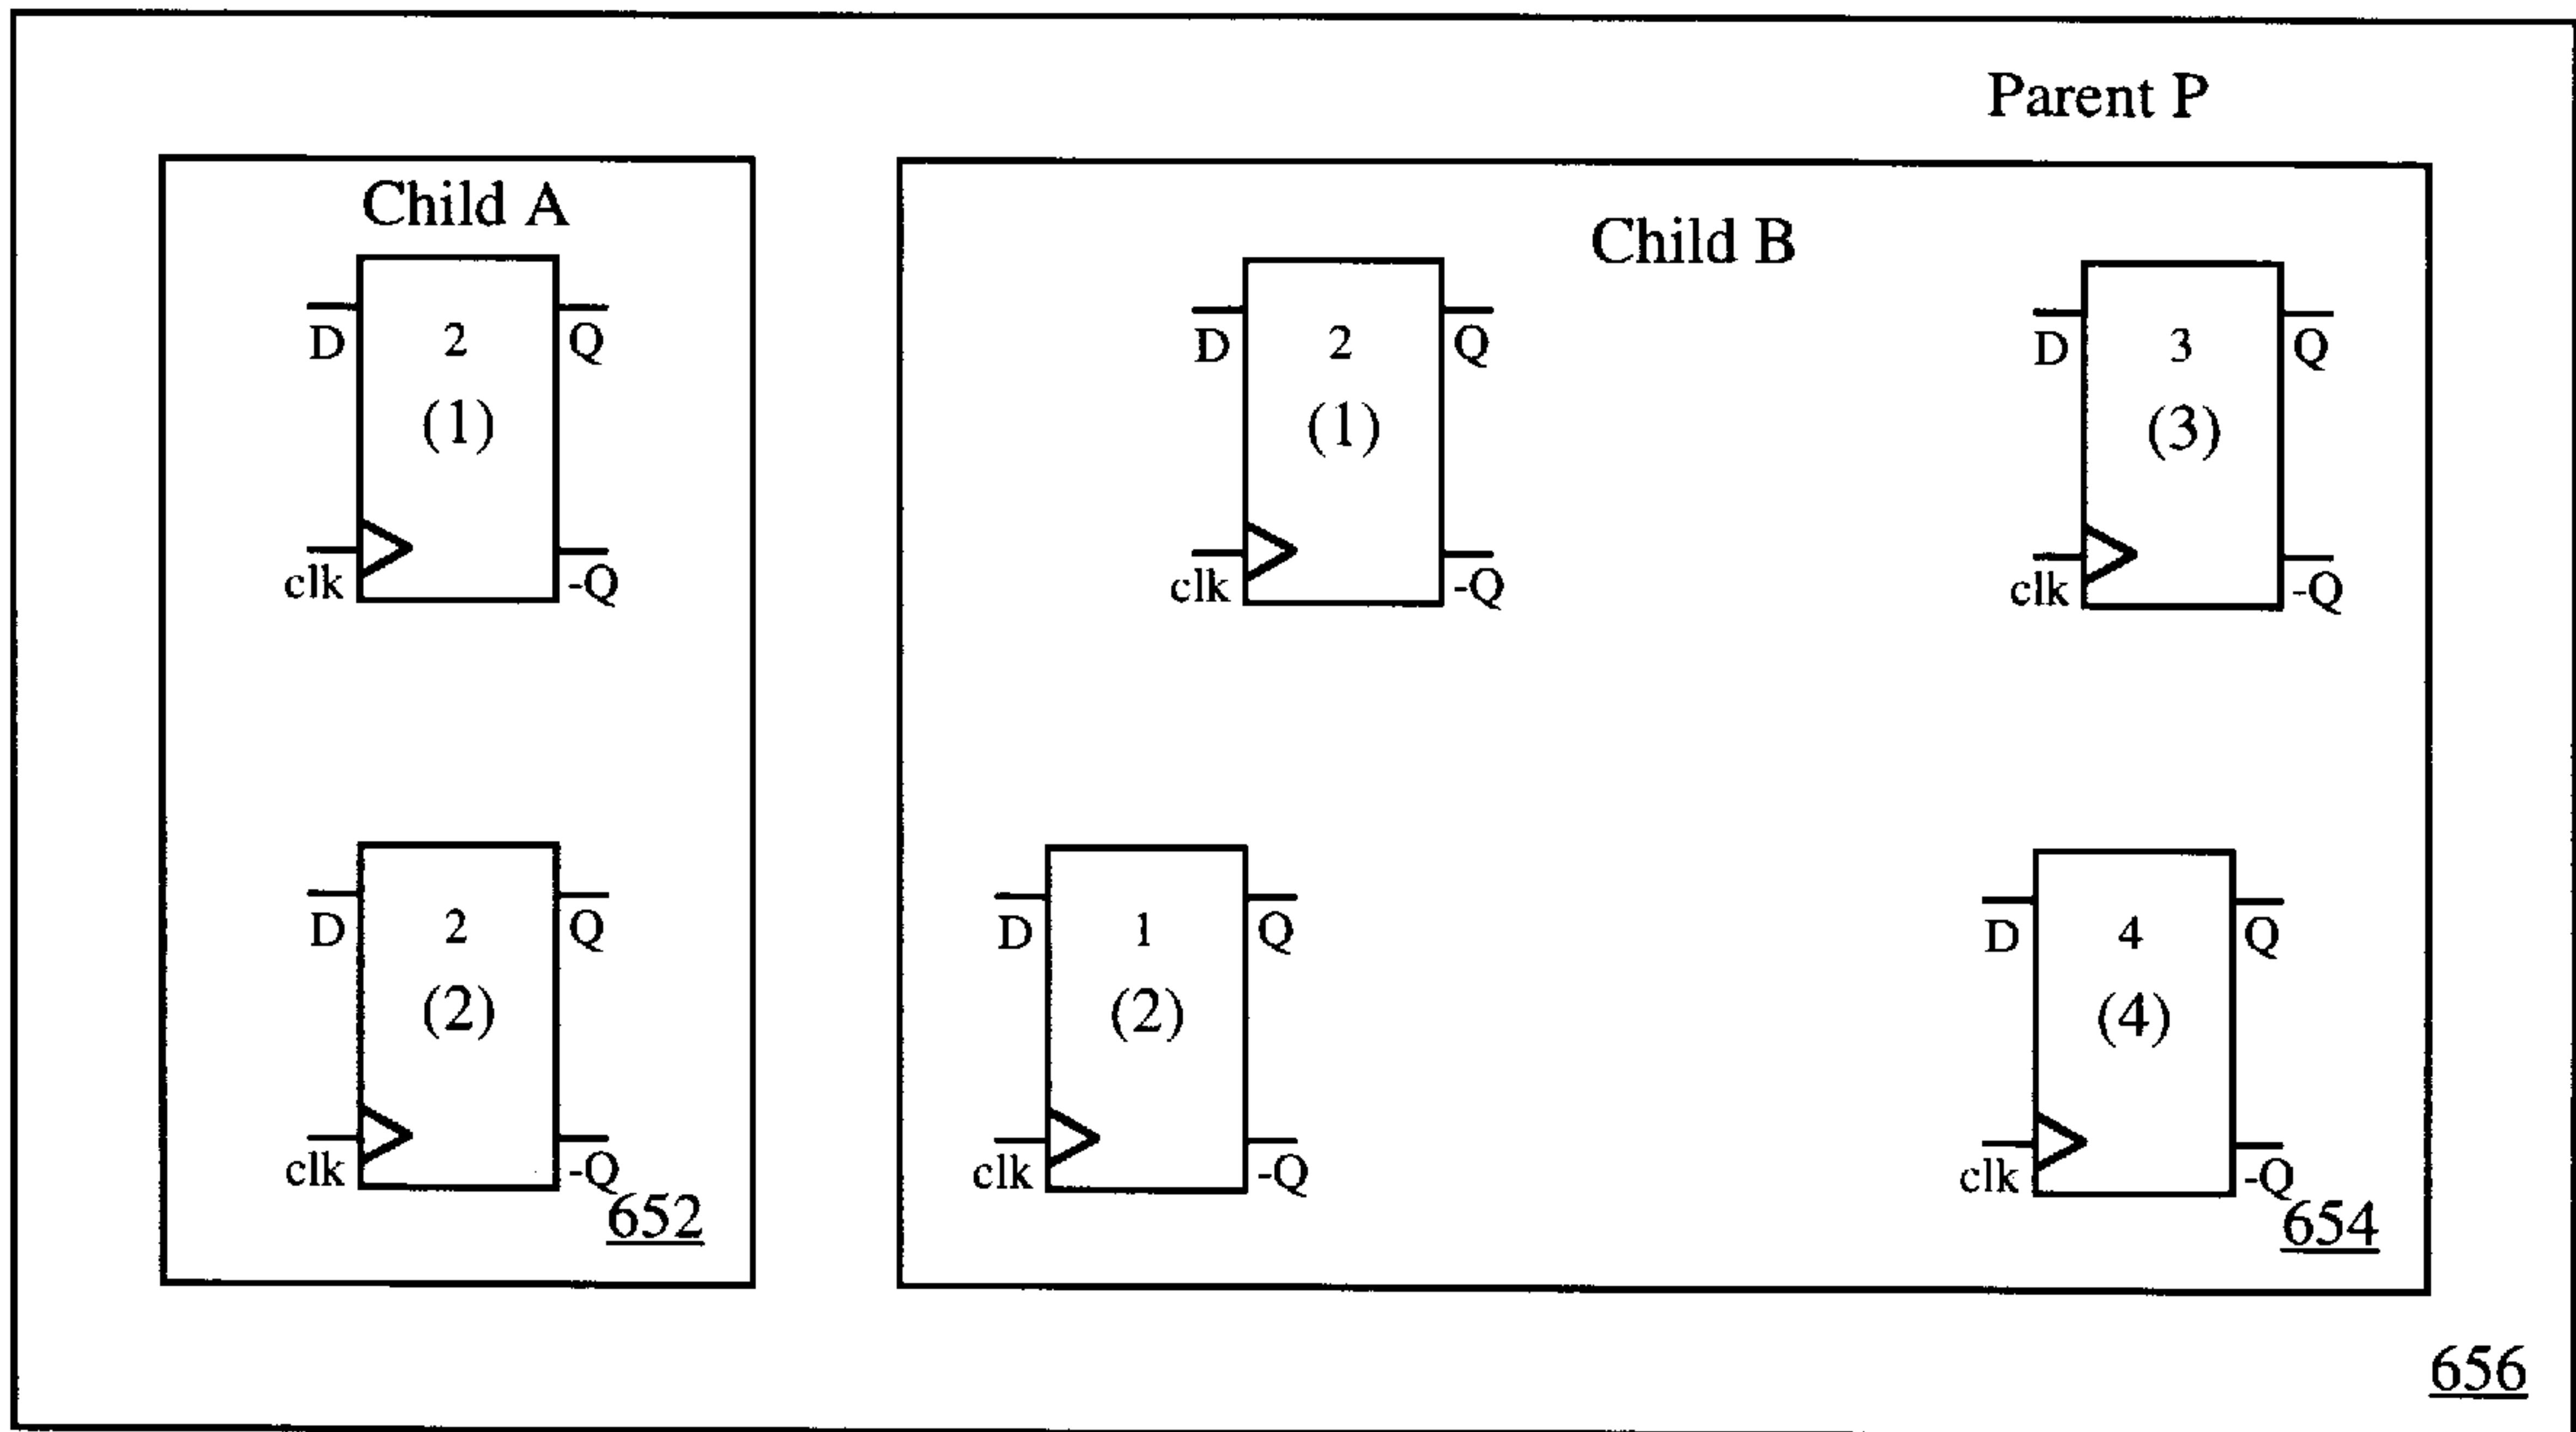 Parent P
Child A
D 2 Q
(1)
clk -Q
D 2 Q
(2)
clk -Q
652
Child B
D 2 Q
(1)
clk -Q
D 3 Q
(3)
clk -Q
D 1 Q
(2)
clk -Q
D 4 Q
(4)
clk -Q
654
656